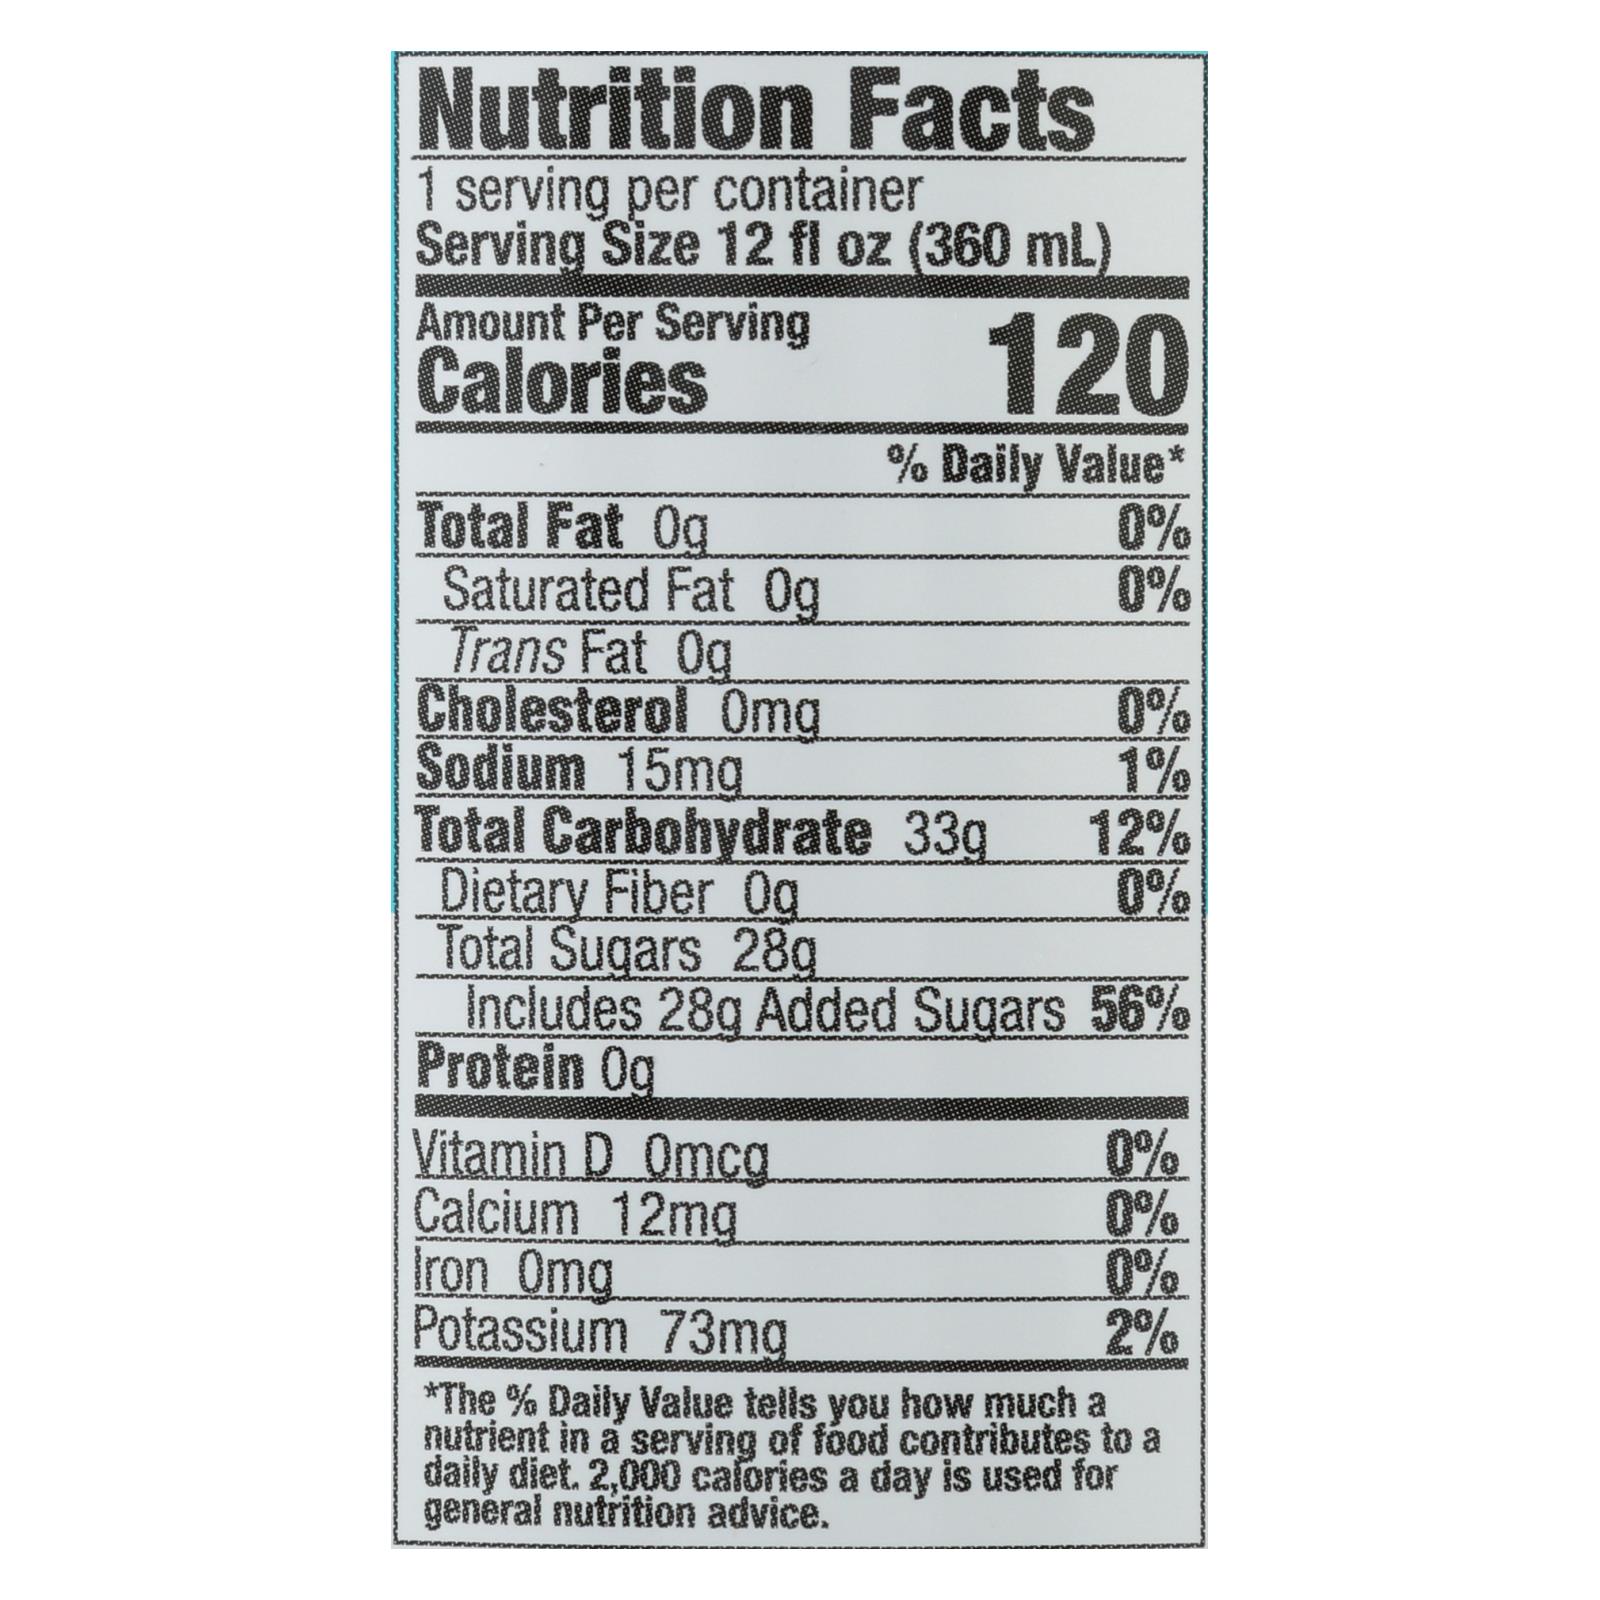 Nutrition Facts
1 serving per container
Serving Size 12 fl oz (360 mL)
Amount Per Serving
Calories 120
% Daily Value*
Total Fat 0g 0%
Saturated Fat 0g 0%
Trans Fat 0g
Cholesterol 0mg 0%
Sodium 15mg 1%
Total Carbohydrate 33g 12%
Dietary Fiber 0g 0%
Total Sugars 28g
Includes 28g Added Sugars 56%
Protein 0g
Vitamin D 0mcg 0%
Calcium 12mg 0%
Iron 0mg 0%
Potassium 73mg 2%
*The % Daily Value tells you how much a
nutrient in a serving of food contributes to a
daily diet. 2,000 calories a day is used for
general nutrition advice.